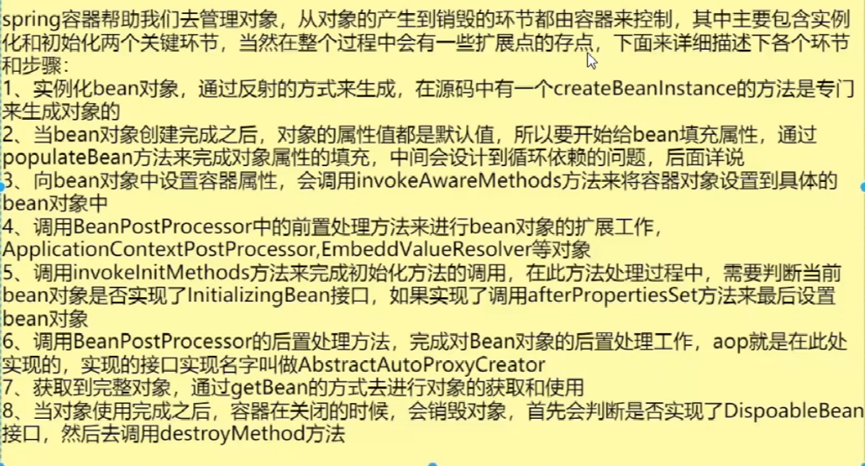 spring容器帮助我们去管理对象，从对象的产生到销毁的环节都由容器来控制，其中主要包含实例
化和初始化两个关键环节，当然在整个过程中会有一些扩展点的存点，下面来详细描述下各个环节
和步骤：
1、实例化bean对象，通过反射的方式来生成，在源码中有一个createBeanInstance的方法是专门
来生成对象的
2、当bean对象创建完成之后，对象的属性值都是默认值，所以要开始给bean填充属性，通过
populateBean方法来完成对象属性的填充，中间会设计到循环依赖的问题，后面详说
3、向bean对象中设置容器属性，会调用invokeAwareMethods方法来将容器对象设置到具体的
bean对象中
4、调用BeanPostProcessor中的前置处理方法来进行bean对象的扩展工作，
ApplicationContextPostProcessor,EmbeddValueResolver等对象
5、调用invokeInitMethods方法来完成初始化方法的调用，在此方法处理过程中，需要判断当前
bean对象是否实现了InitializingBean接口，如果实现了调用afterPropertiesSet方法来最后设置
bean对象
6、调用BeanPostProcessor的后置处理方法，完成对Bean对象的后置处理工作，aop就是在此处
实现的，实现的接口实现名字叫做AbstractAutoProxyCreator
7、获取到完整对象，通过getBean的方式去进行对象的获取和使用
8、当对象使用完成之后，容器在关闭的时候，会销毁对象，首先会判断是否实现了DispoableBean
接口，然后去调用destroyMethod方法